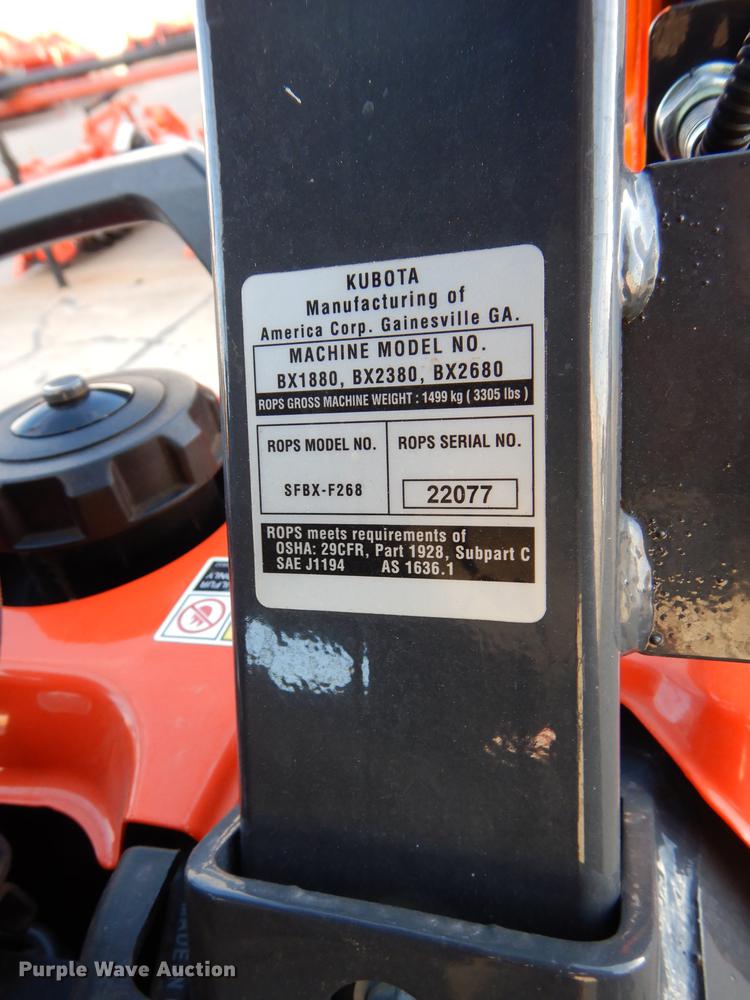 KUBOTA
Manufacturing of
America Corp. Gainesville GA.
MACHINE MODEL NO.
BX1880, BX2380, BX2680
ROPS GROSS MACHINE WEIGHT : 1499 kg ( 3305 lbs )
ROPS MODEL NO.
SFBX-F268
ROPS SERIAL NO.
22077
ROPS meets requirements of
OSHA: 29CFR, Part 1928, Subpart C
SAE J1194 AS 1636.1
ONLY
Purple Wave Auction